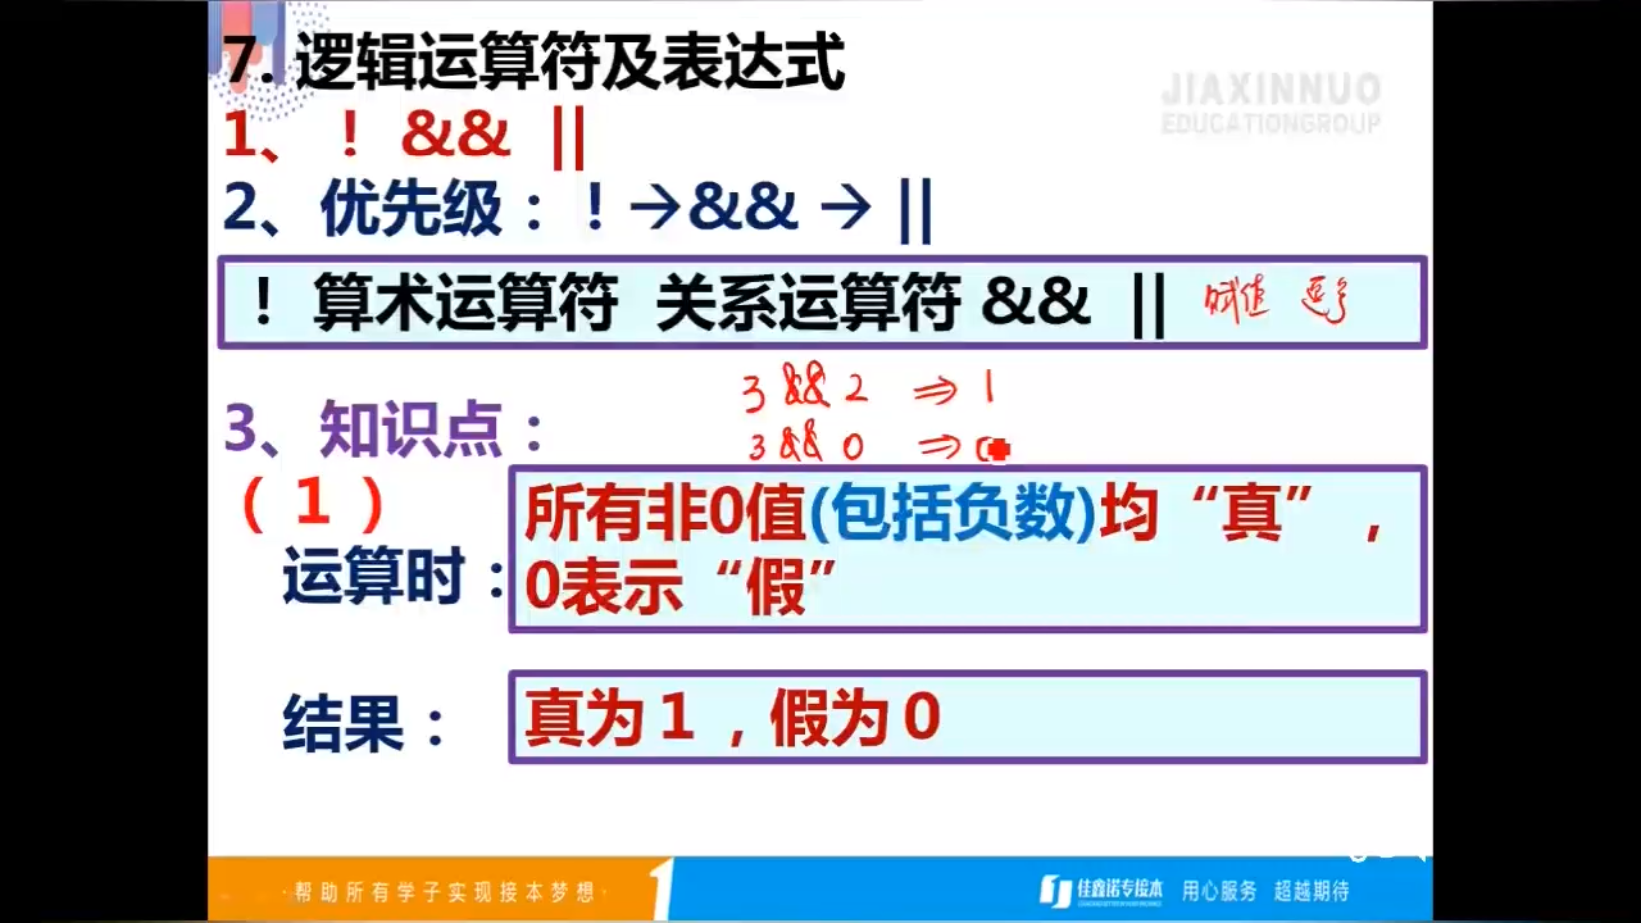 7. 逻辑运算符及表达式
JIAXINNUO
EDUCATIONGROUP
1、 ! && ||
2、优先级：!→&&→||
! 算术运算符 关系运算符 && || 赋值 逗号
3 && 2 ⇒ 1
3、知识点：
3 && 0 ⇒
（1）
运算时：
所有非0值(包括负数)均“真”，
0表示“假”
结果：
真为1，假为0
·帮助所有学子实现接本梦想·
佳鑫诺专接本 用心服务 超越期待